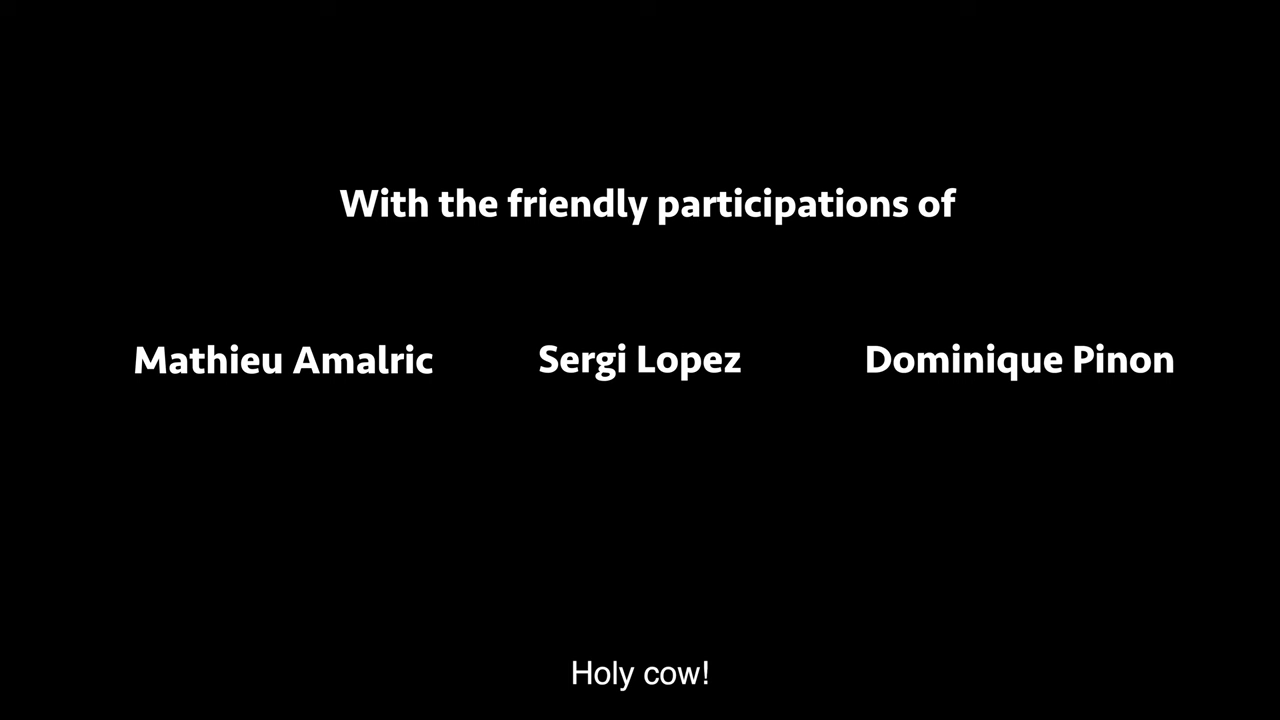 With the friendly participations of
Mathieu Amalric Sergi Lopez Dominique Pinon
Holy cow!